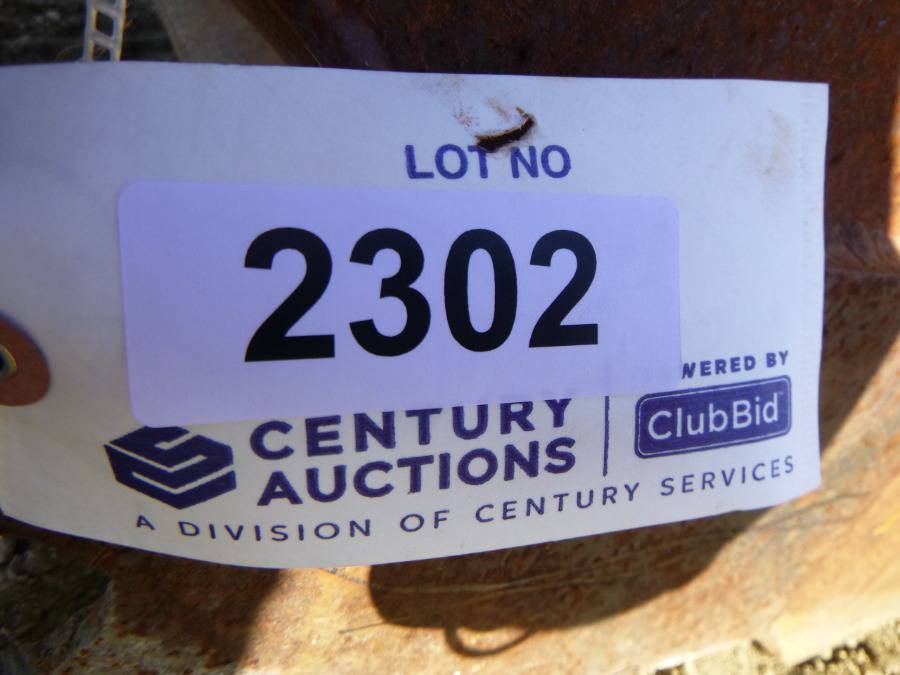 LOT NO
2302
CENTURY
AUCTIONS
WERED BY
ClubBid
A DIVISION OF CENTURY SERVICES